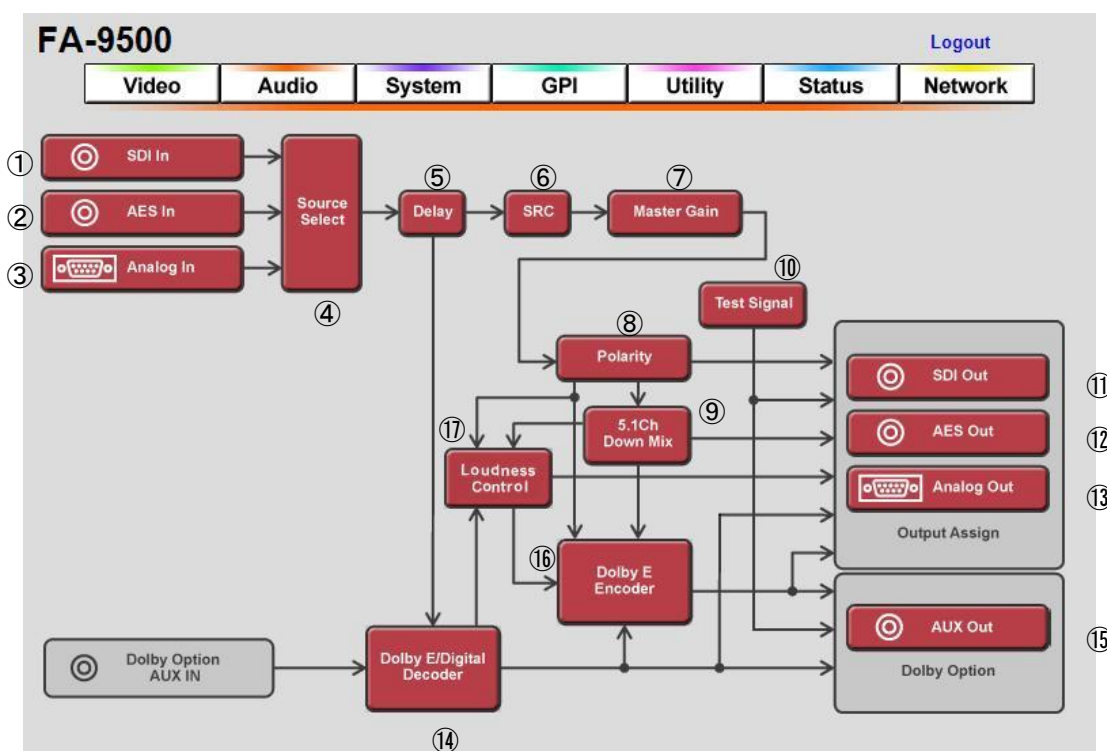 FA-9500
Logout
Video Audio System GPI Utility Status Network
① SDI In
② AES In
③ Analog In
Source
Select
④
⑤
Delay
⑥
SRC
⑦
Master Gain
⑩
Test Signal
⑧
Polarity
⑨
5.1Ch
Down Mix
⑰
Loudness
Control
⑯
Dolby E
Encoder
SDI Out ⑪
AES Out ⑫
Analog Out ⑬
Output Assign
AUX Out ⑮
Dolby Option
Dolby Option
AUX IN
Dolby E/Digital
Decoder
⑭